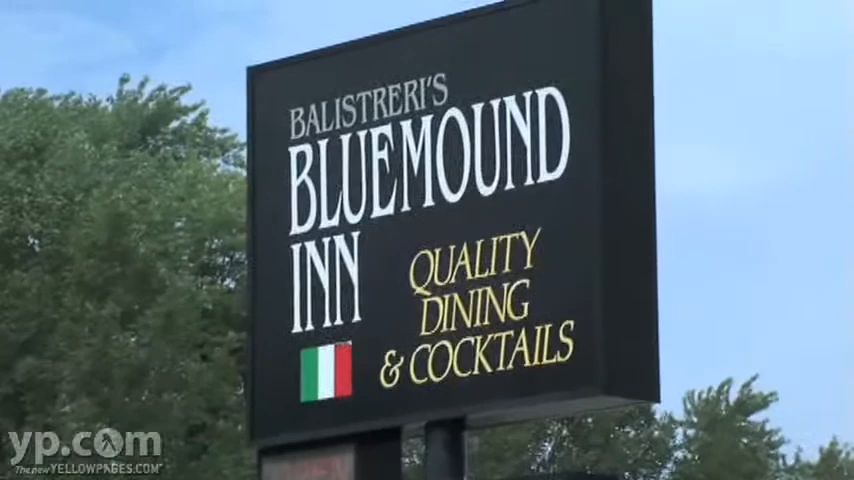 BALISTRERI'S
BLUEMOUND
INN
QUALITY
DINING
& COCKTAILS
yp.com
The new YELLOWPAGES.COM